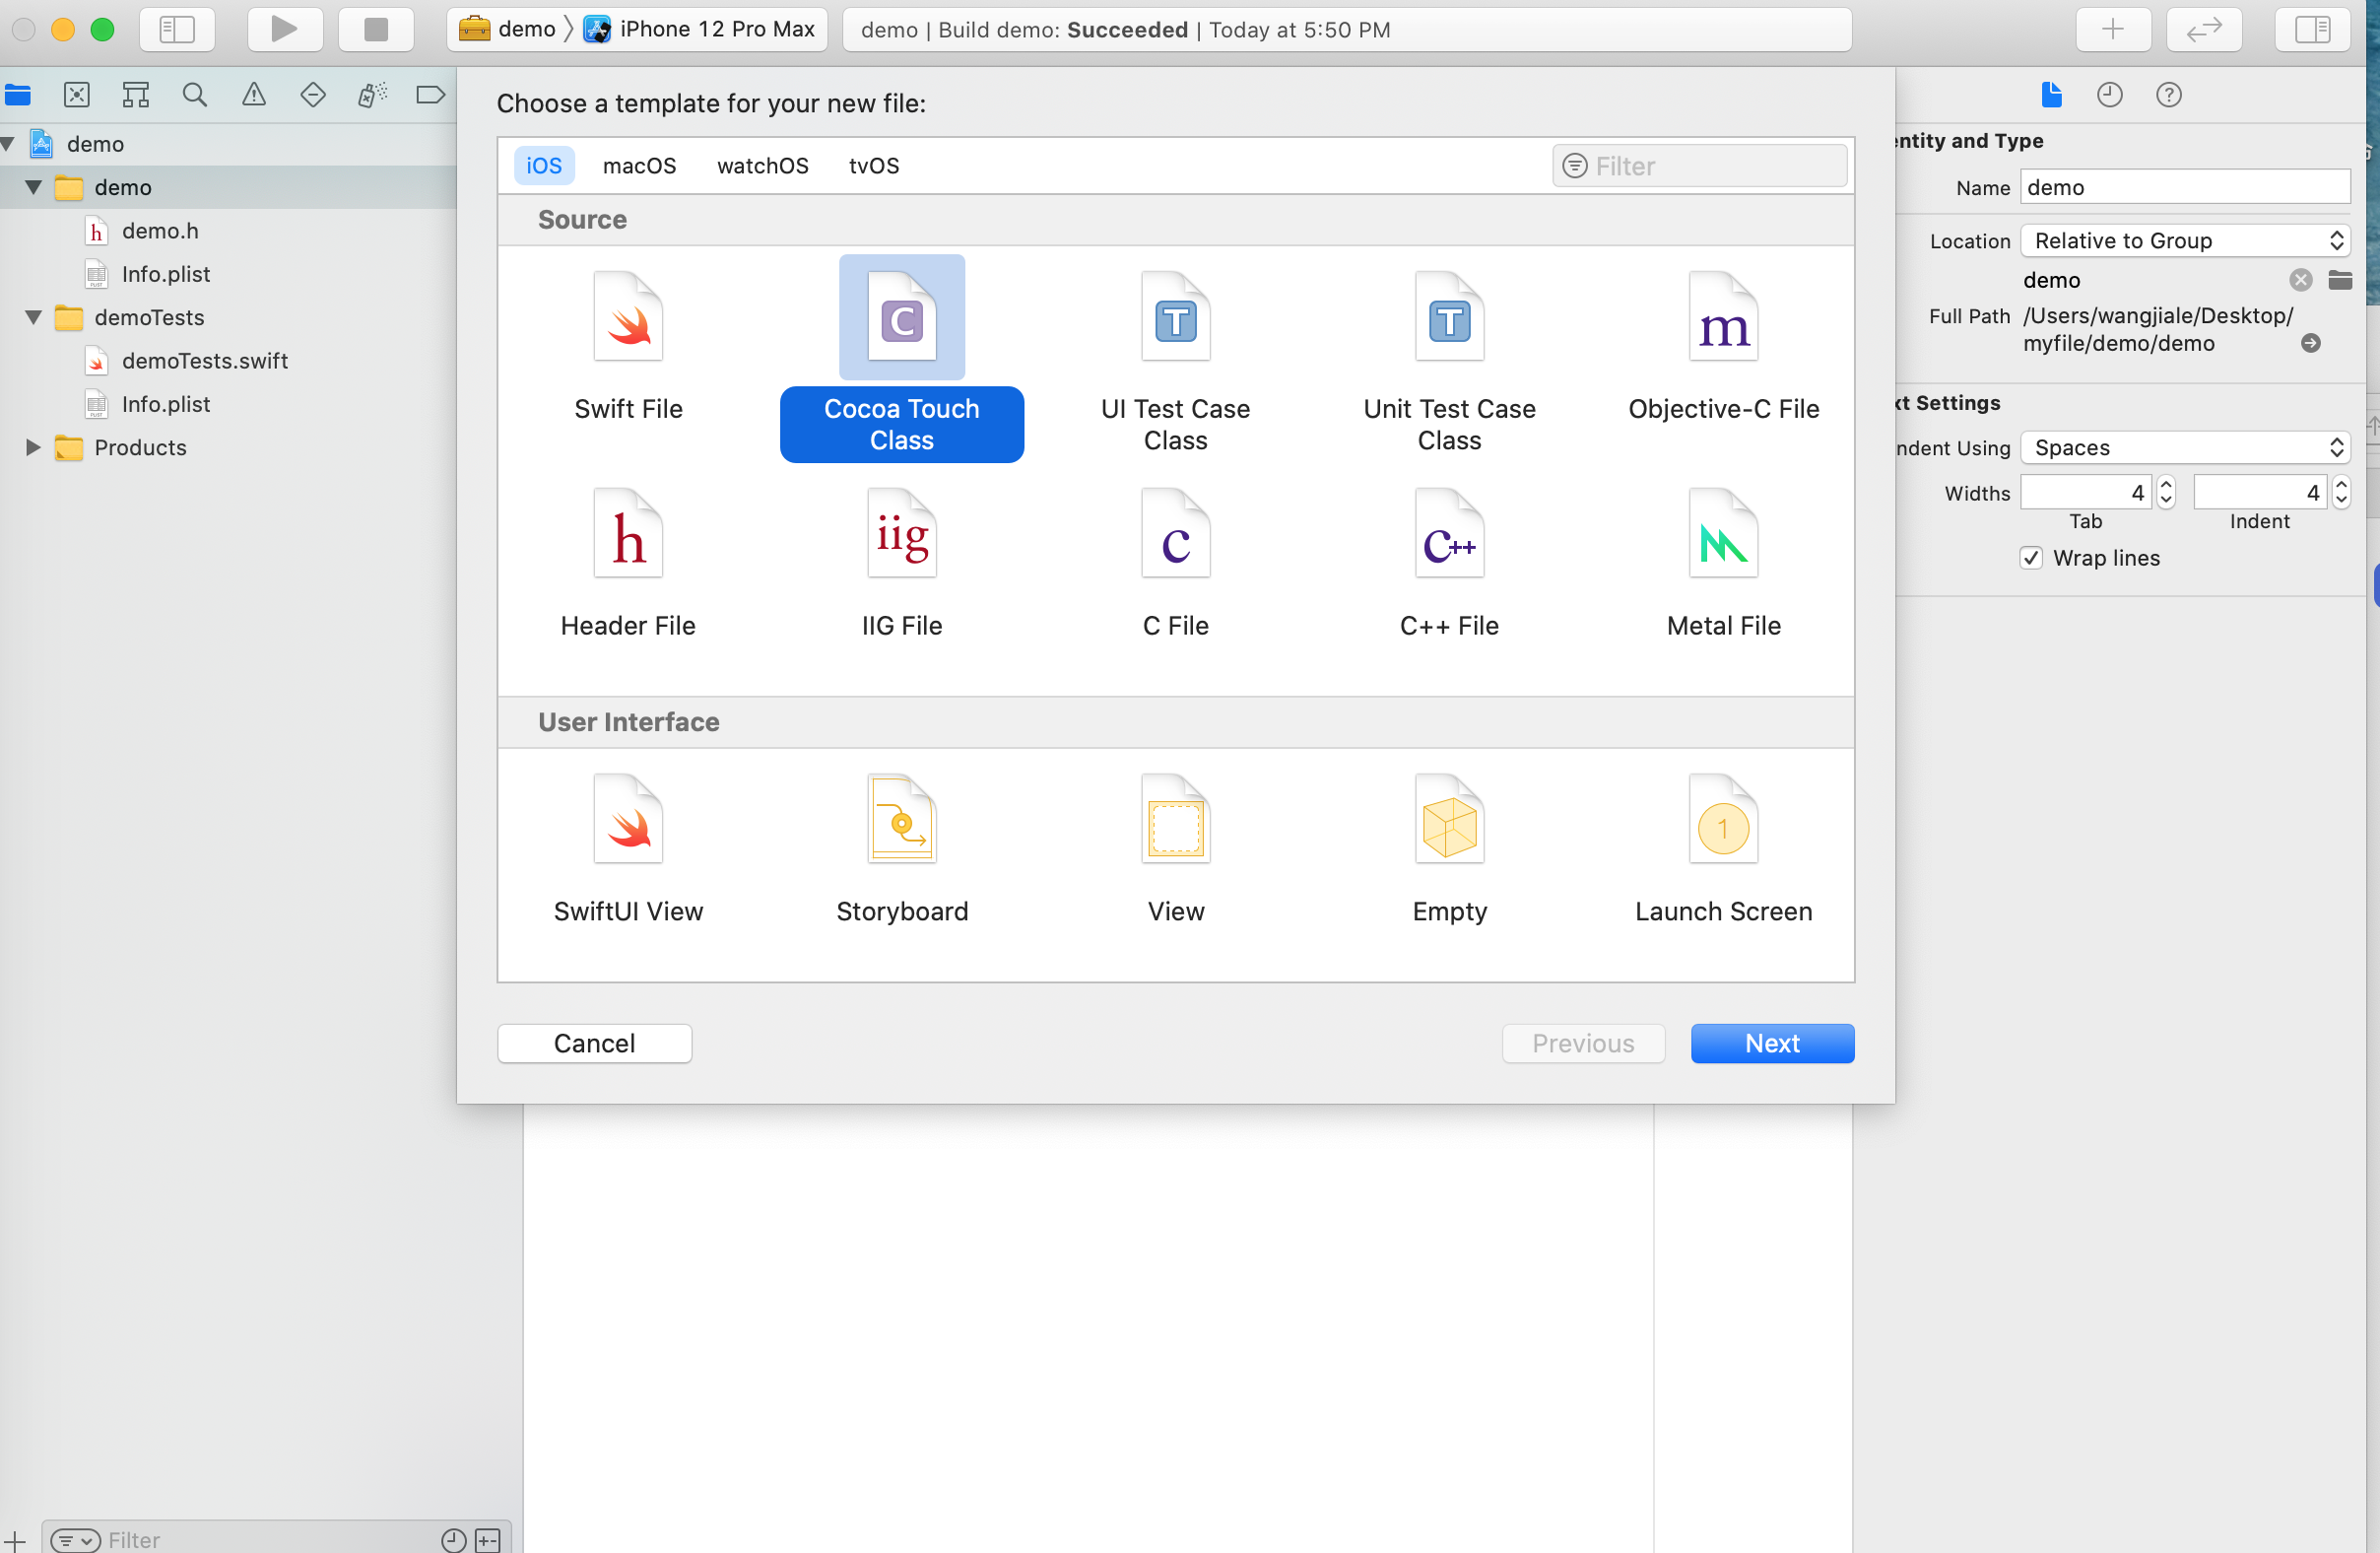 demo 〉 iPhone 12 Pro Max
demo | Build demo: Succeeded | Today at 5:50 PM
demo
demo
h demo.h
Info.plist
demoTests
demoTests.swift
Info.plist
Products
Filter
Choose a template for your new file:
iOS macOS watchOS tvOS
Filter
Source
C T T m
Swift File
Cocoa Touch
Class
UI Test Case
Class
Unit Test Case
Class
Objective-C File
h iig c c++
Header File
IIG File
C File
C++ File
Metal File
User Interface
1
SwiftUI View
Storyboard
View
Empty
Launch Screen
Cancel
Previous
Next
entity and Type
Name demo
Location Relative to Group
demo
Full Path /Users/wangjiale/Desktop/
myfile/demo/demo
xt Settings
ndent Using Spaces
Widths 4 4
Tab Indent
Wrap lines